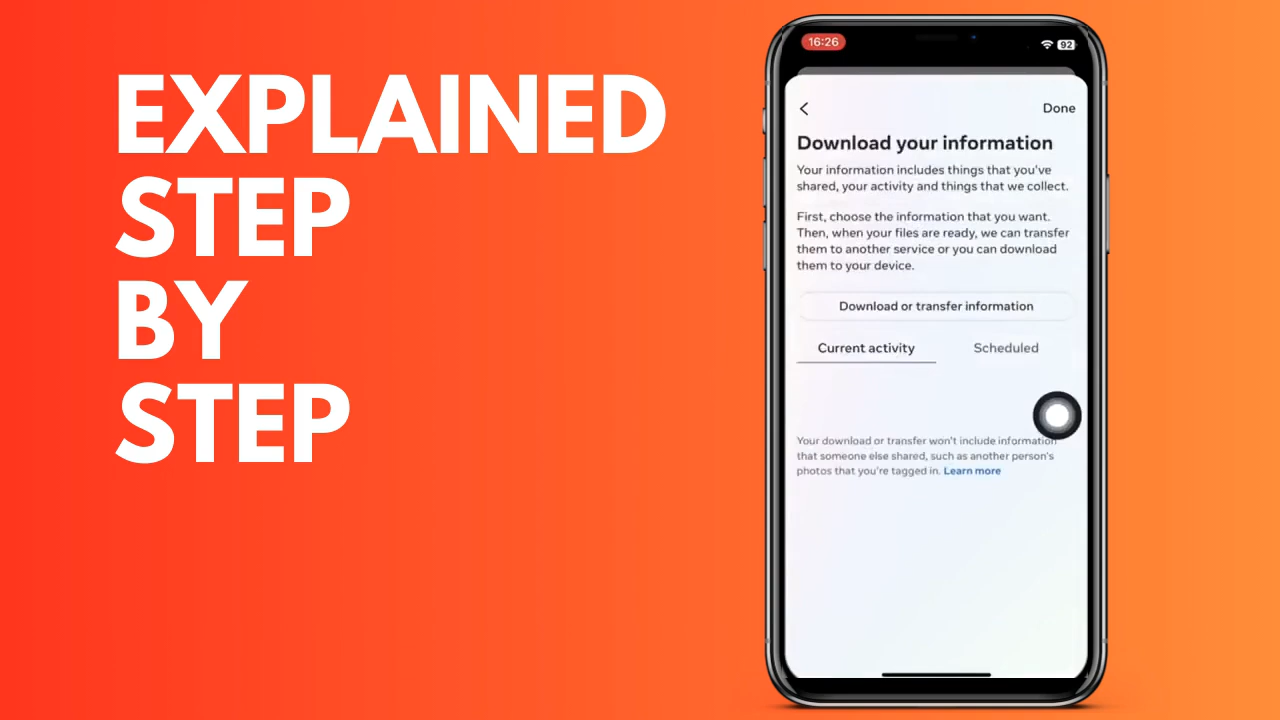 EXPLAINED
STEP
BY
STEP
16:26
92
Done
Download your information
Your information includes things that you've
shared, your activity and things that we collect.
First, choose the information that you want.
Then, when your files are ready, we can transfer
them to another service or you can download
them to your device.
Download or transfer information
Current activity
Scheduled
Your download or transfer won't include information
that someone else shared, such as another person's
photos that you're tagged in. Learn more